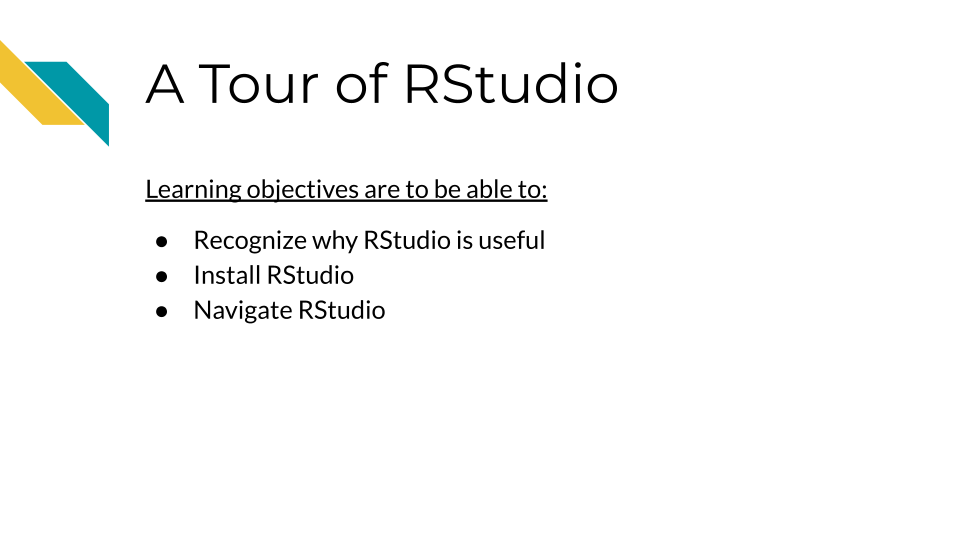 A Tour of RStudio
Learning objectives are to be able to:
● Recognize why RStudio is useful
● Install RStudio
● Navigate RStudio